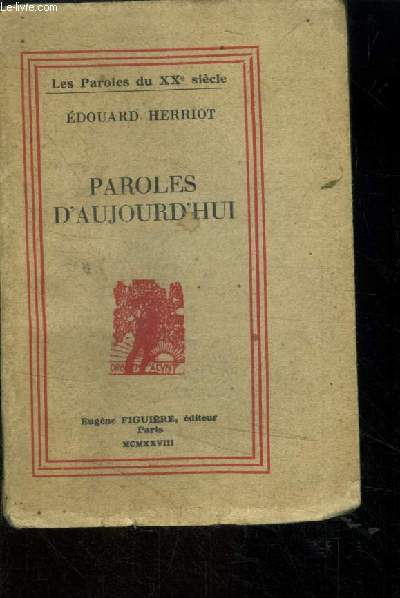 Le-livre.com
Les Paroles du XXe siècle
ÉDOUARD HERRIOT
PAROLES
D'AUJOURD'HUI
Eugène FIGUIÈRE, éditeur
Paris
MCMXXVIII